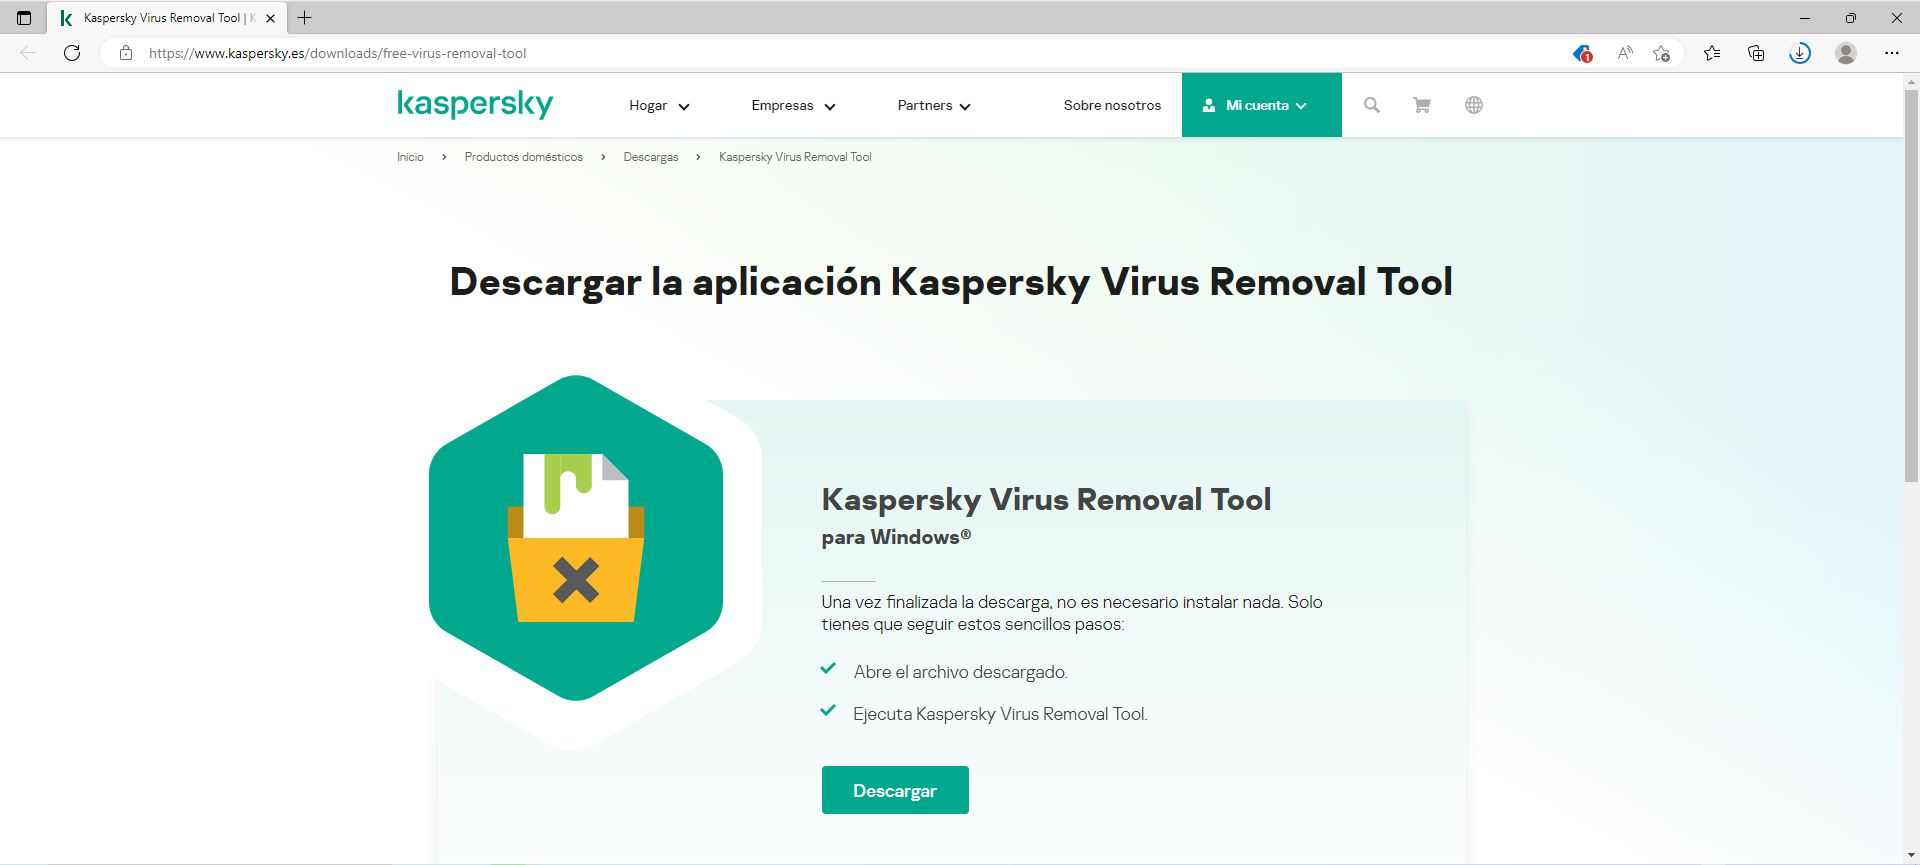 Kaspersky Virus Removal Tool | K
https://www.kaspersky.es/downloads/free-virus-removal-tool
1
kaspersky
Hogar
Empresas
Partners
Sobre nosotros
Mi cuenta
Inicio > Productos domésticos > Descargas > Kaspersky Virus Removal Tool
Descargar la aplicación Kaspersky Virus Removal Tool
Kaspersky Virus Removal Tool
para Windows®
Una vez finalizada la descarga, no es necesario instalar nada. Solo
tienes que seguir estos sencillos pasos:
Abre el archivo descargado.
Ejecuta Kaspersky Virus Removal Tool.
Descargar